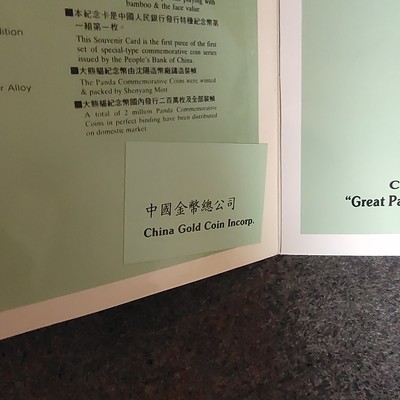 playing with
bamboo & the face value
■本紀念卡是中國人民銀行發行特種紀念幣第
一組第一枚。
This Souvenir Card is the first piece of the first
set of special-type commemorative coin series
issued by the People's Bank of China
■大熊貓紀念幣由沈陽造幣廠鑄造裝幀
The Panda Commemorative Coins were minted
& packed by Shenyang Mint
■大熊貓紀念幣國內發行二百萬枚及全部裝幀
A total of 2 million Panda Commemorative
Coins in perfect binding have been distributed
on domestic market
dition
r Alloy
中國金幣總公司
China Gold Coin Incorp.
C
"Great Pa